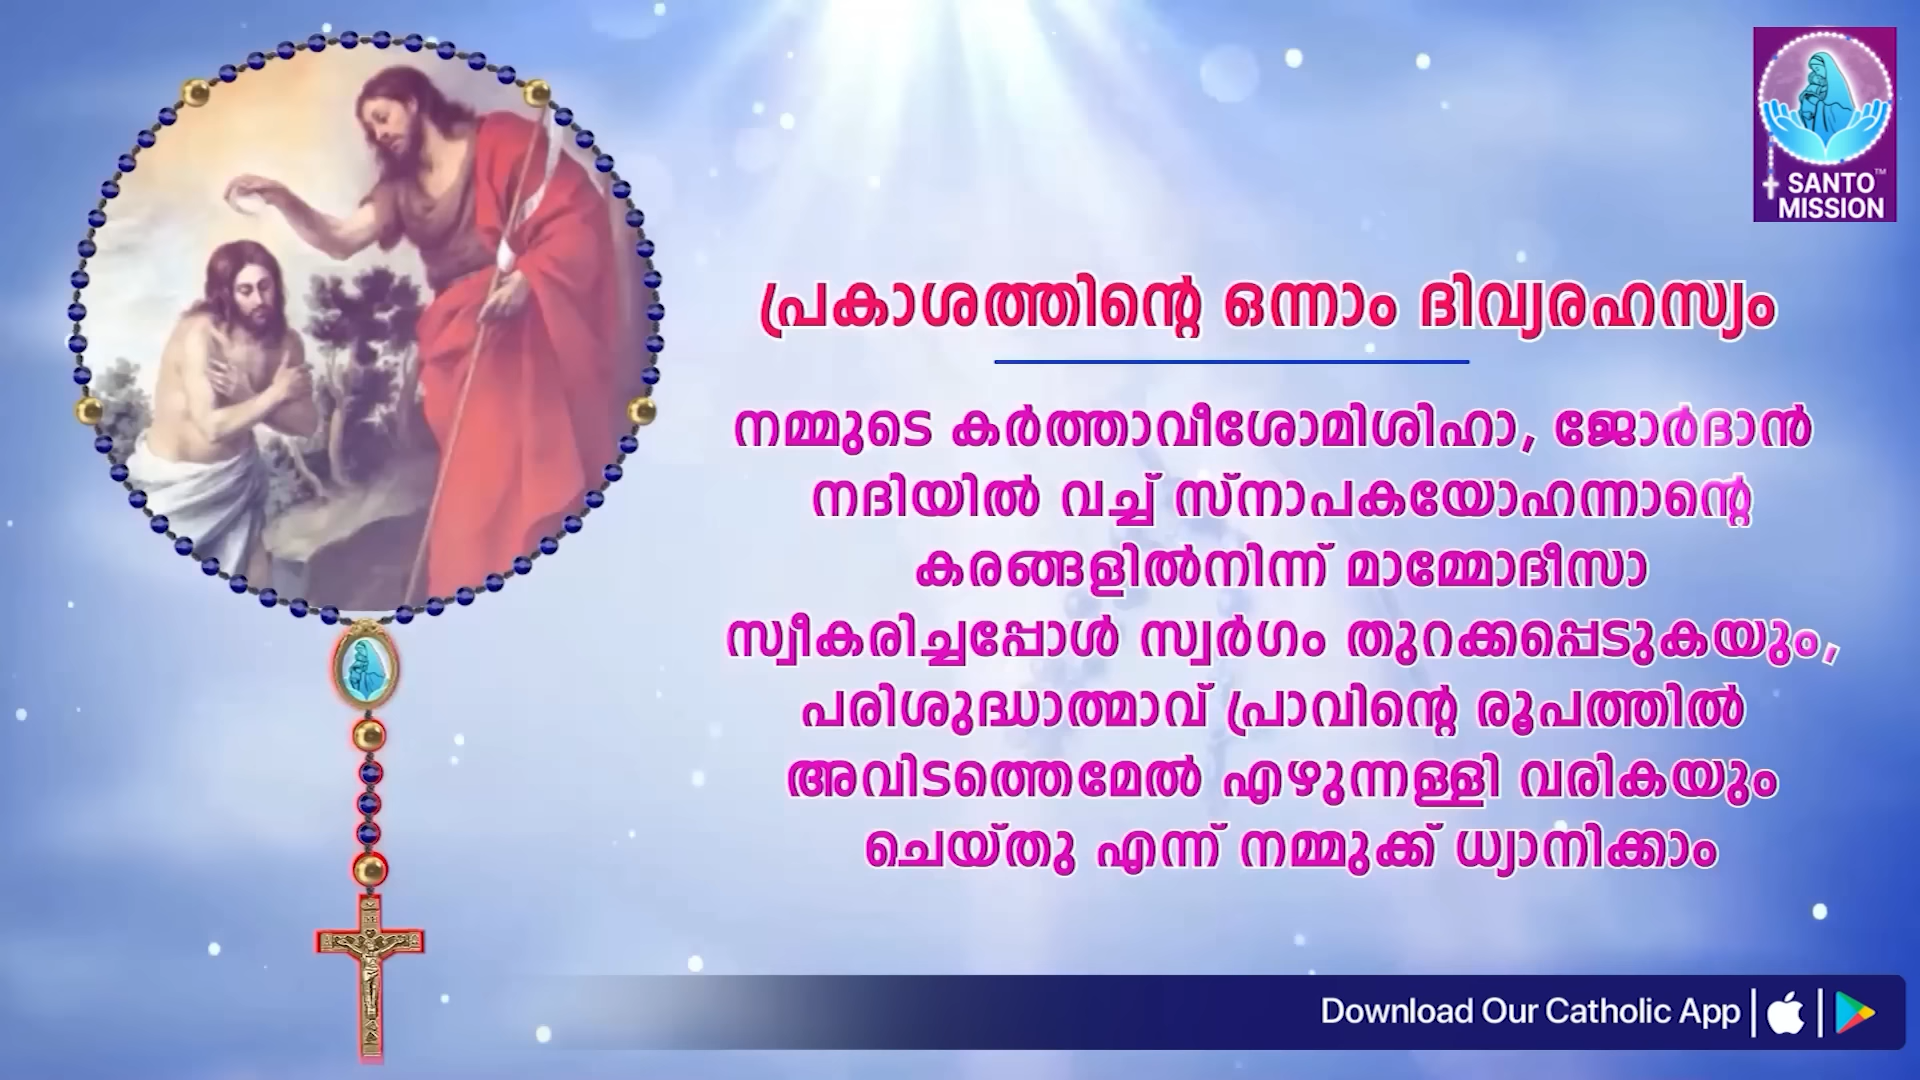 SANTO™
MISSION
പ്രകാശത്തിന്റെ ഒന്നാം ദിവ്യരഹസ്യം
നമ്മുടെ കർത്താവീശോമിശിഹാ, ജോർദാൻ
നദിയിൽ വച്ച് സ്നാപകയോഹന്നാന്റെ
കരങ്ങളിൽനിന്ന് മാമ്മോദീസാ
സ്വീകരിച്ചപ്പോൾ സ്വർഗം തുറക്കപ്പെടുകയും,
പരിശുദ്ധാത്മാവ് പ്രാവിന്റെ രൂപത്തിൽ
അവിടത്തെമേൽ എഴുന്നള്ളി വരികയും
ചെയ്തു എന്ന് നമ്മുക്ക് ധ്യാനിക്കാം
Download Our Catholic App